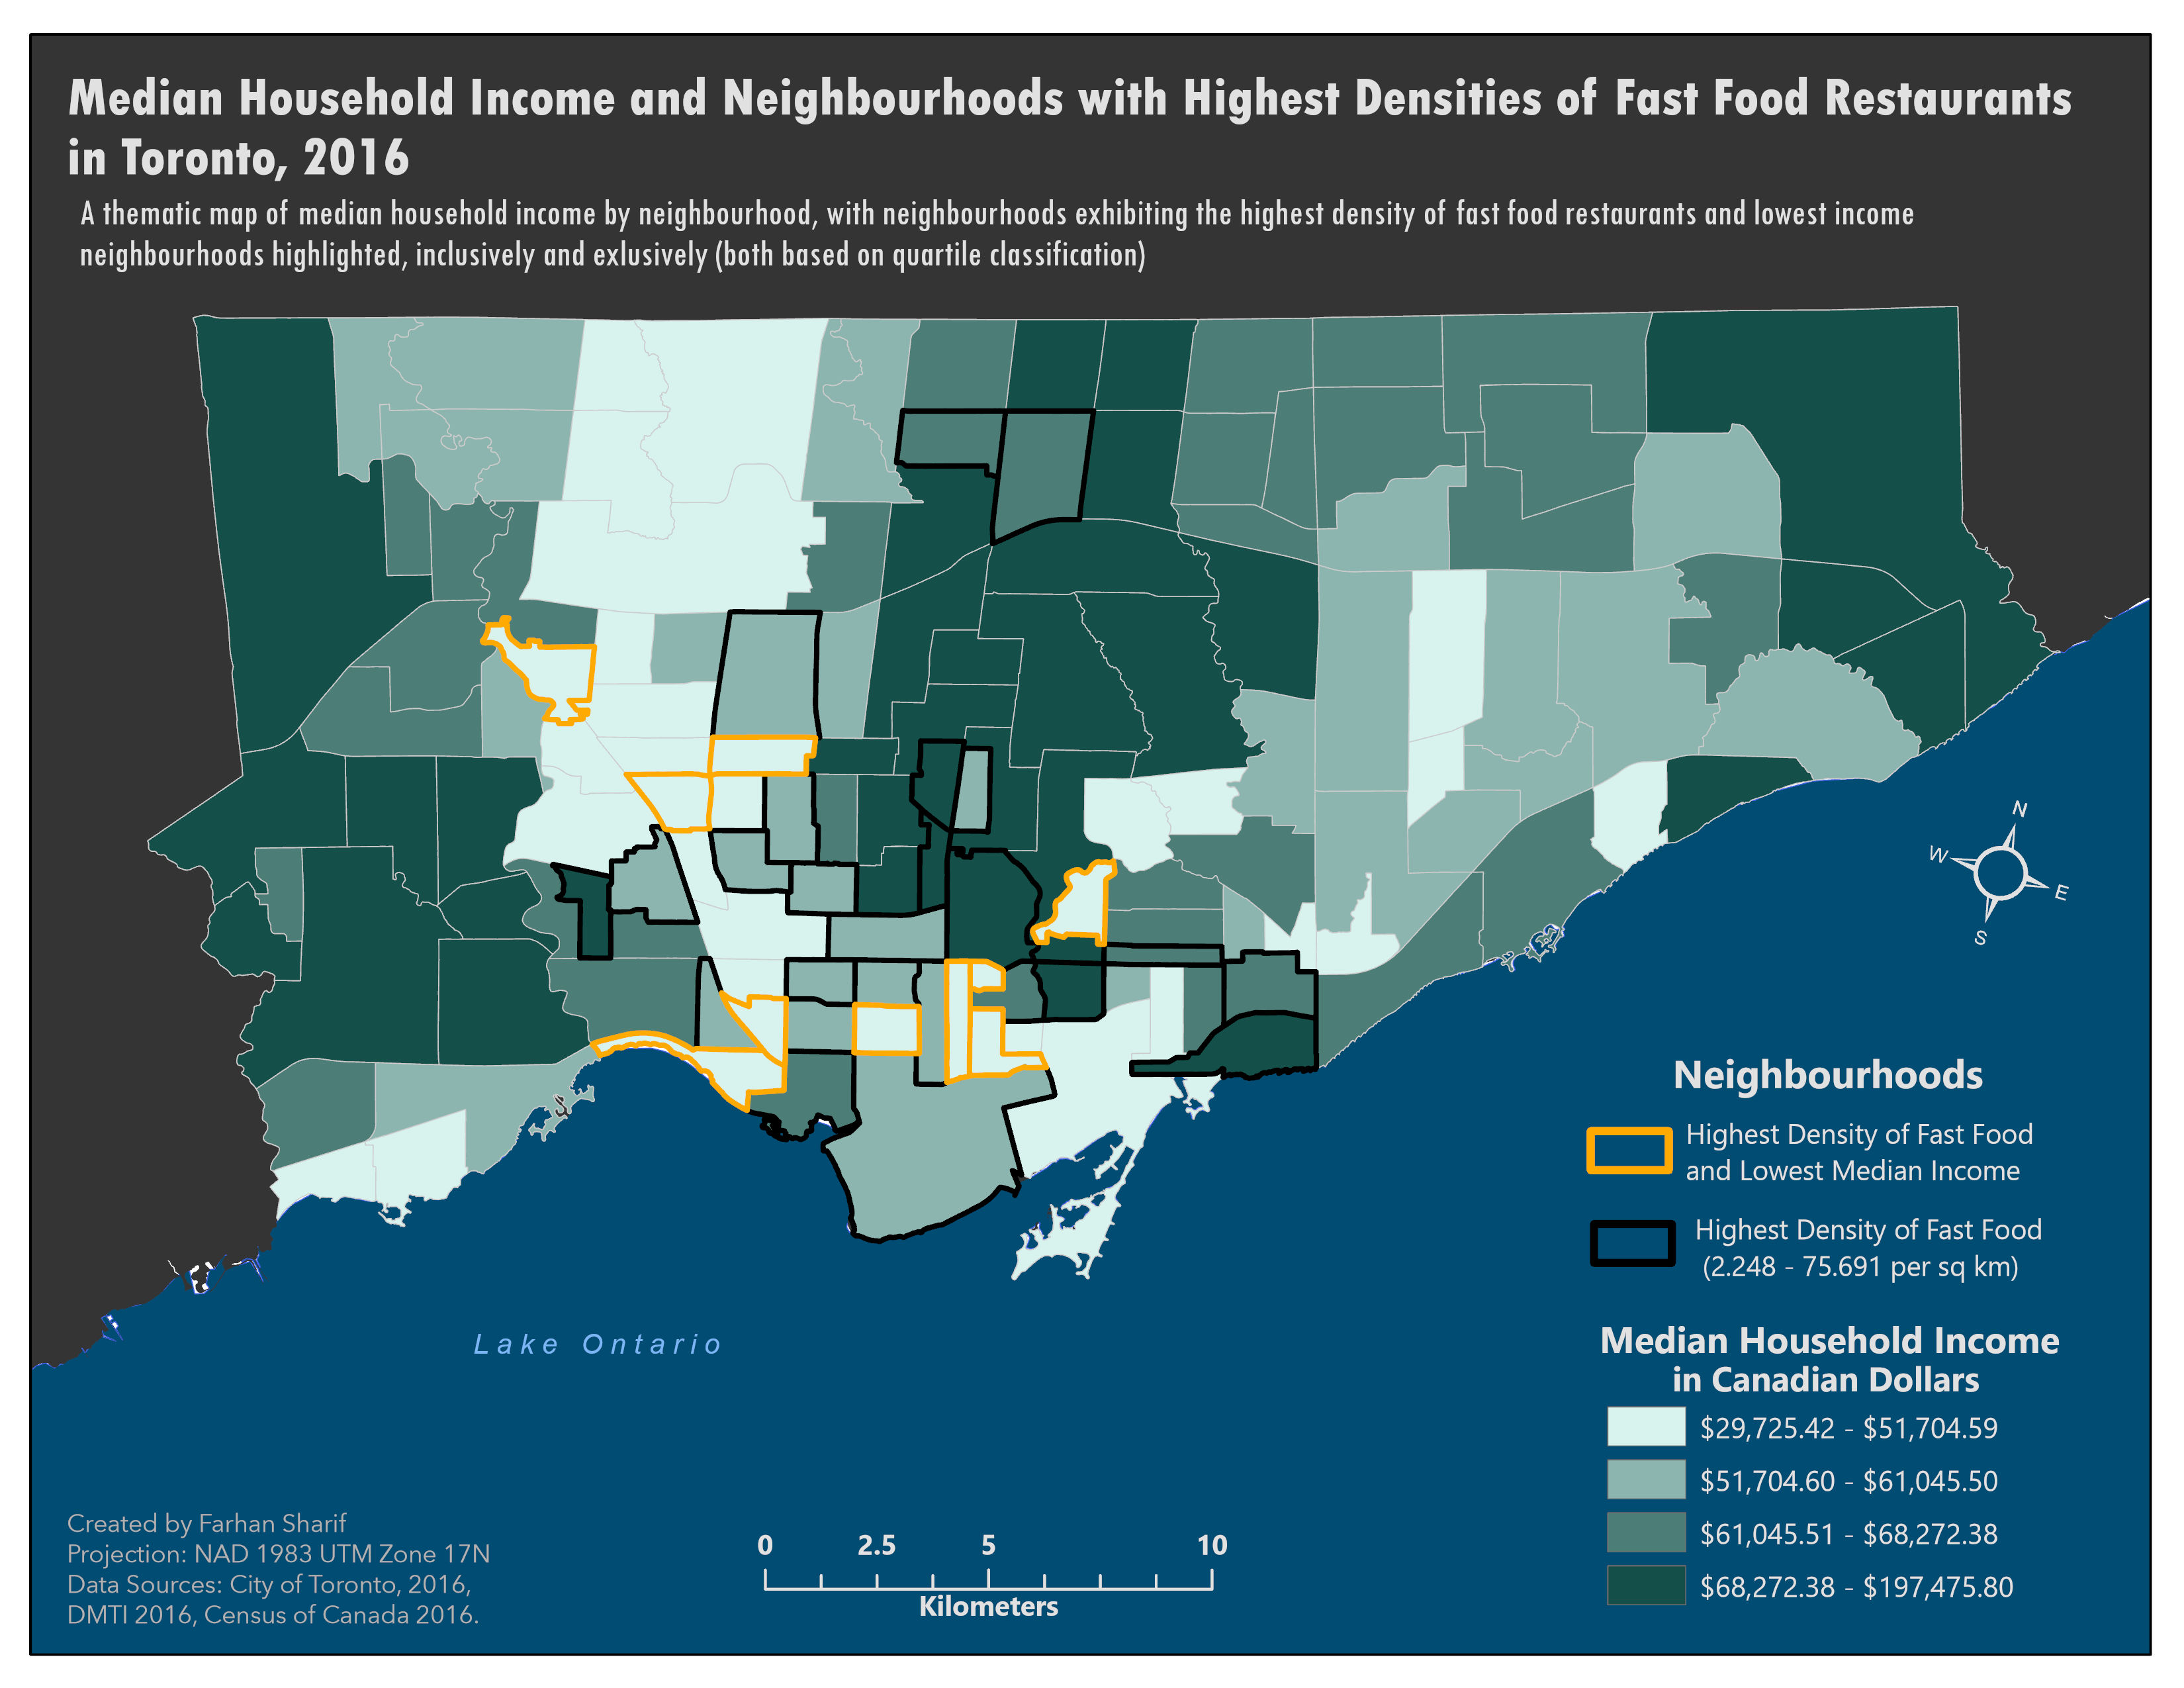 Median Household Income and Neighbourhoods with Highest Densities of Fast Food Restaurants
in Toronto, 2016
A thematic map of median household income by neighbourhood, with neighbourhoods exhibiting the highest density of fast food restaurants and lowest income
neighbourhoods highlighted, inclusively and exlusively (both based on quartile classification)
N
W
E
S
Neighbourhoods
Highest Density of Fast Food
and Lowest Median Income
Highest Density of Fast Food
(2.248 - 75.691 per sq km)
Lake Ontario
Median Household Income
in Canadian Dollars
$29,725.42 - $51,704.59
$51,704.60 - $61,045.50
$61,045.51 - $68,272.38
$68,272.38 - $197,475.80
Created by Farhan Sharif
Projection: NAD 1983 UTM Zone 17N
Data Sources: City of Toronto, 2016,
DMTI 2016, Census of Canada 2016.
0 2.5 5 10
Kilometers